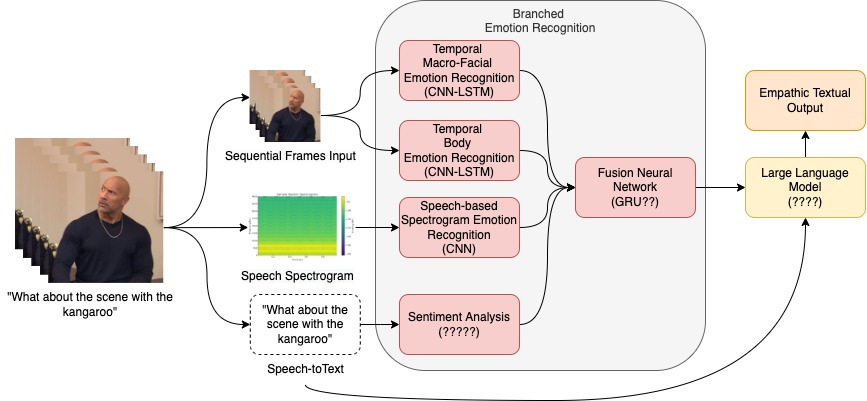 Branched
Emotion Recognition
Temporal
Macro-Facial
Emotion Recognition
(CNN-LSTM)
Sequential Frames Input
Temporal
Body
Emotion Recognition
(CNN-LSTM)
Empathic Textual
Output
Speech-based
Spectrogram Emotion
Recognition
(CNN)
Speech Spectrogram
Fusion Neural
Network
(GRU??)
Large Language
Model
(????)
"What about the scene with the
kangaroo"
"What about the
scene with the
kangaroo"
Speech-toText
Sentiment Analysis
(?????)